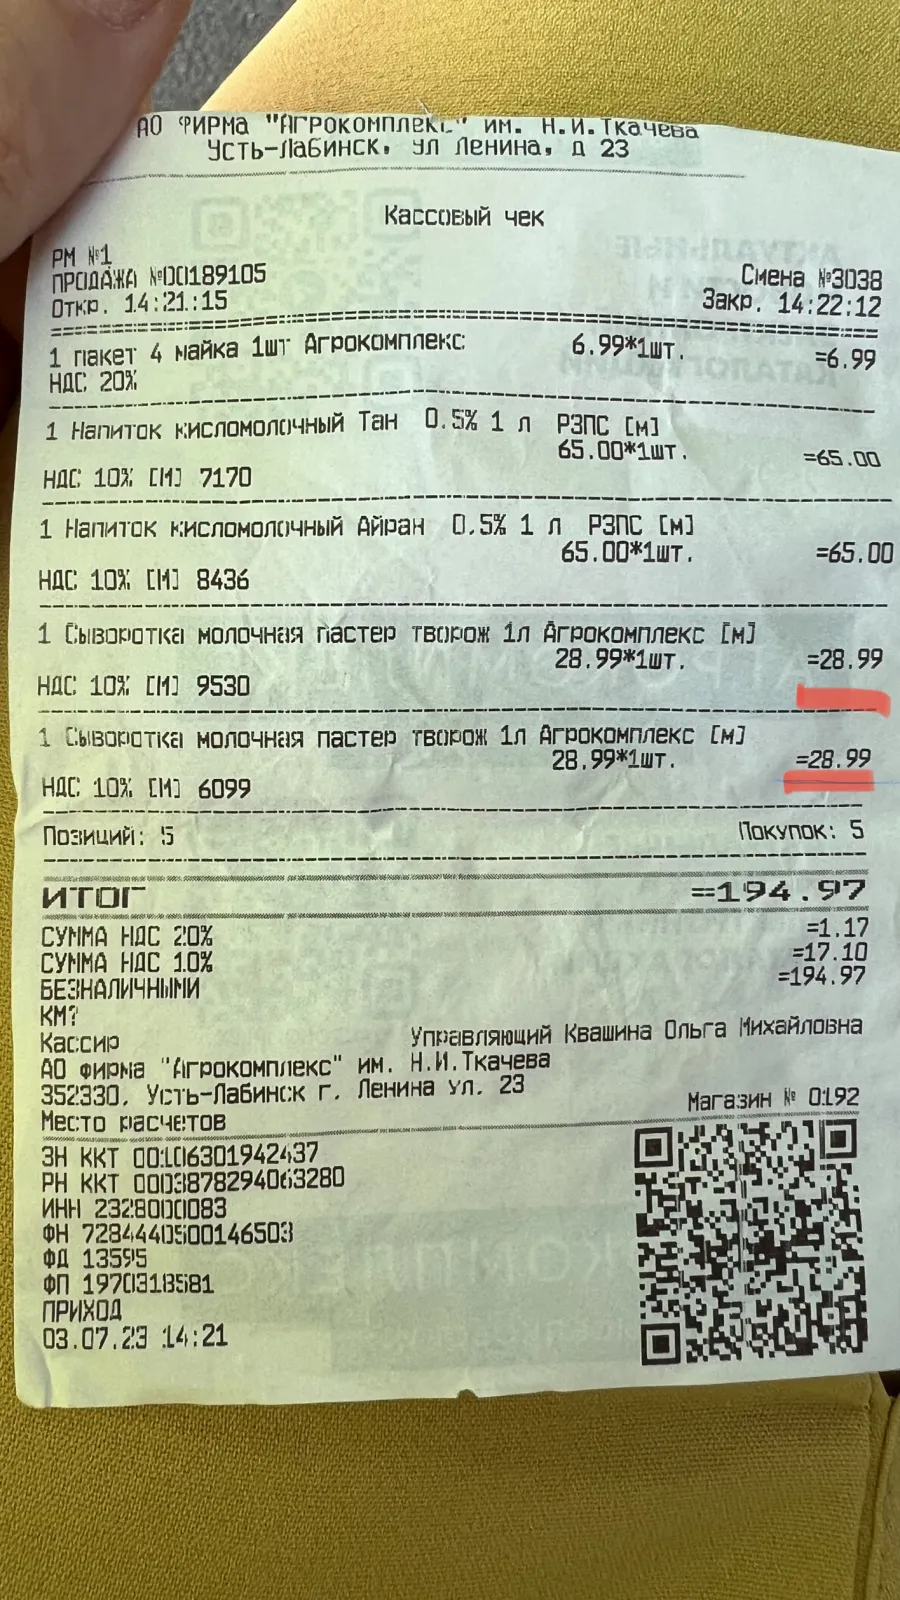 АО ФИРМА "АГРОКОМПЛЕКС" ИМ. Н.И.ТКАЧЕВА
УСТЬ-ЛАБИНСК, УЛ ЛЕНИНА, Д 23
КАССОВЫЙ ЧЕК
РМ №1
ПРОДАЖА №00189105 СМЕНА №3038
ОТКР. 14:21:15 ЗАКР. 14:22:12
1 ПАКЕТ 4 МАЙКА 1ШТ АГРОКОМПЛЕКС 6.99*1ШТ. =6.99
НДС 20%
1 НАПИТОК КИСЛОМОЛОЧНЫЙ ТАН 0.5% 1 Л РЗПС [М]
65.00*1ШТ. =65.00
НДС 10% [М] 7170
1 НАПИТОК КИСЛОМОЛОЧНЫЙ АЙРАН 0.5% 1 Л РЗПС [М]
65.00*1ШТ. =65.00
НДС 10% [М] 8436
1 СЫВОРОТКА МОЛОЧНАЯ ПАСТЕР ТВОРОЖ 1Л АГРОКОМПЛЕКС [М]
28.99*1ШТ. =28.99
НДС 10% [М] 9530
1 СЫВОРОТКА МОЛОЧНАЯ ПАСТЕР ТВОРОЖ 1Л АГРОКОМПЛЕКС [М]
28.99*1ШТ. =28.99
НДС 10% [М] 6099
ПОЗИЦИЙ: 5 ПОКУПОК: 5
ИТОГ =194.97
СУММА НДС 20% =1.17
СУММА НДС 10% =17.10
БЕЗНАЛИЧНЫМИ =194.97
КМ?
КАССИР УПРАВЛЯЮЩИЙ КВАШИНА ОЛЬГА МИХАЙЛОВНА
АО ФИРМА "АГРОКОМПЛЕКС" ИМ. Н.И.ТКАЧЕВА
352330, УСТЬ-ЛАБИНСК Г, ЛЕНИНА УЛ. 23
МЕСТО РАСЧЕТОВ МАГАЗИН № 0192
ЗН ККТ 00106301942437
РН ККТ 0003878294063280
ИНН 2328000083
ФН 7284440500146503
ФД 13595
ФП 1970318581
ПРИХОД
03.07.23 14:21